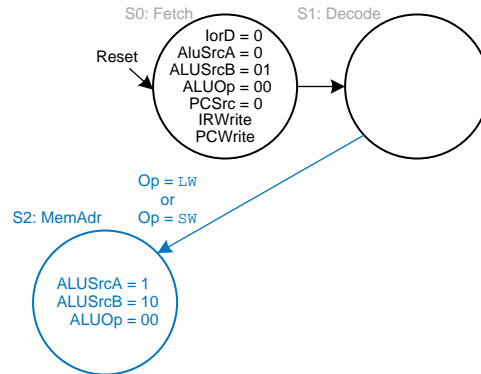 S0: Fetch
S1: Decode
Reset
IorD = 0
AluSrcA = 0
ALUSrcB = 01
ALUOp = 00
PCSrc = 0
IRWrite
PCWrite
Op = LW
or
Op = SW
S2: MemAdr
ALUSrcA = 1
ALUSrcB = 10
ALUOp = 00